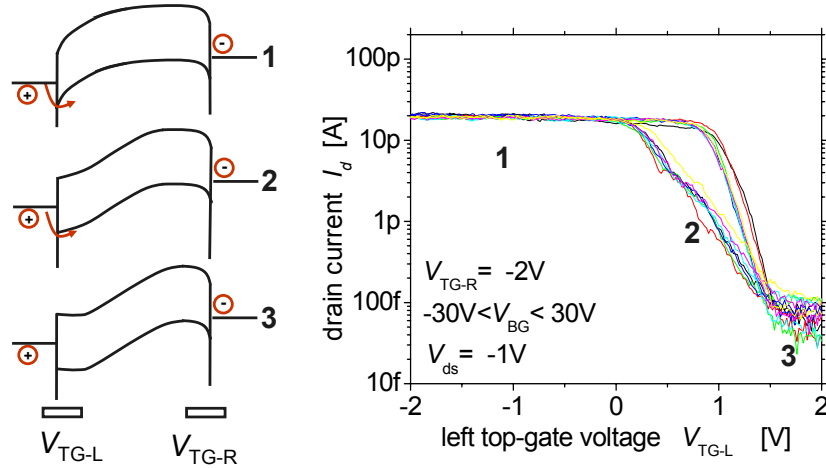 1
2
3
+
-
+
-
+
-
V_TG-L
V_TG-R
drain current I_d [A]
100p
10p
1p
100f
10f
1
2
3
V_TG-R = -2V
-30V<V_BG< 30V
V_ds = -1V
-2
-1
0
1
2
left top-gate voltage V_TG-L [V]